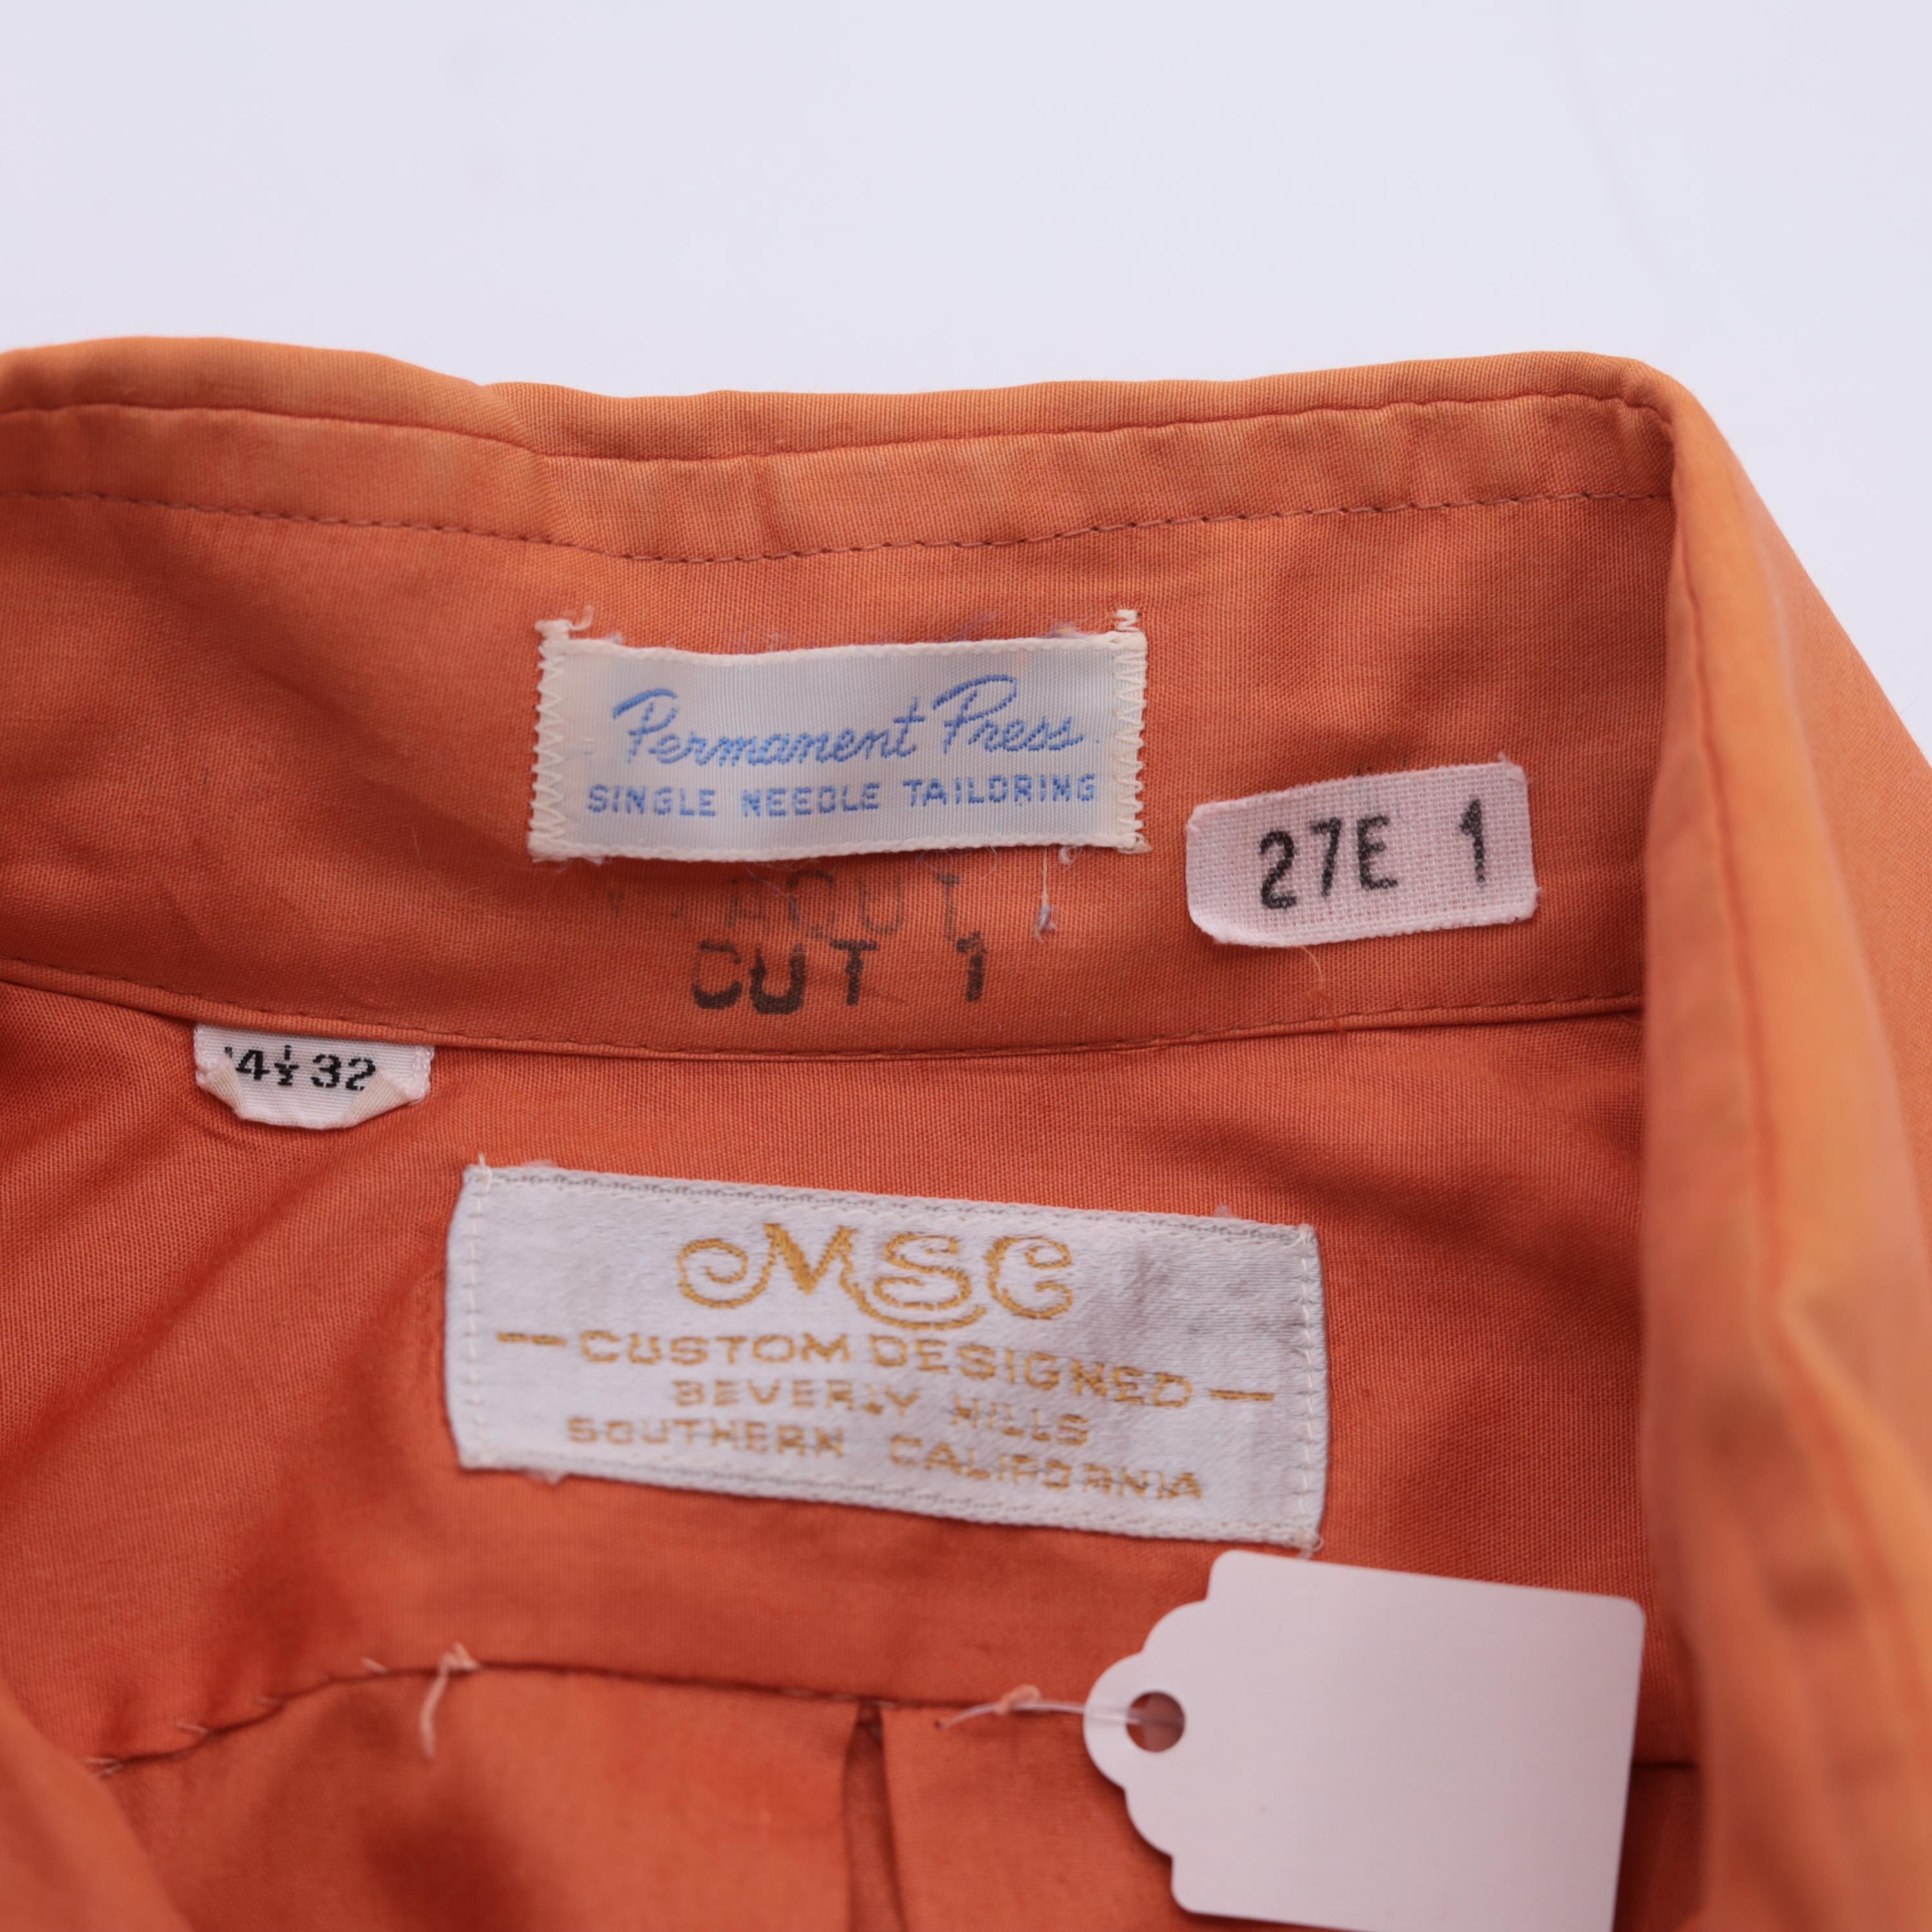 Permanent Press
SINGLE NEEDLE TAILORING
27E 1
CUT 1
14½ 32
MSC
— CUSTOM DESIGNED —
BEVERLY HILLS
SOUTHERN CALIFORNIA